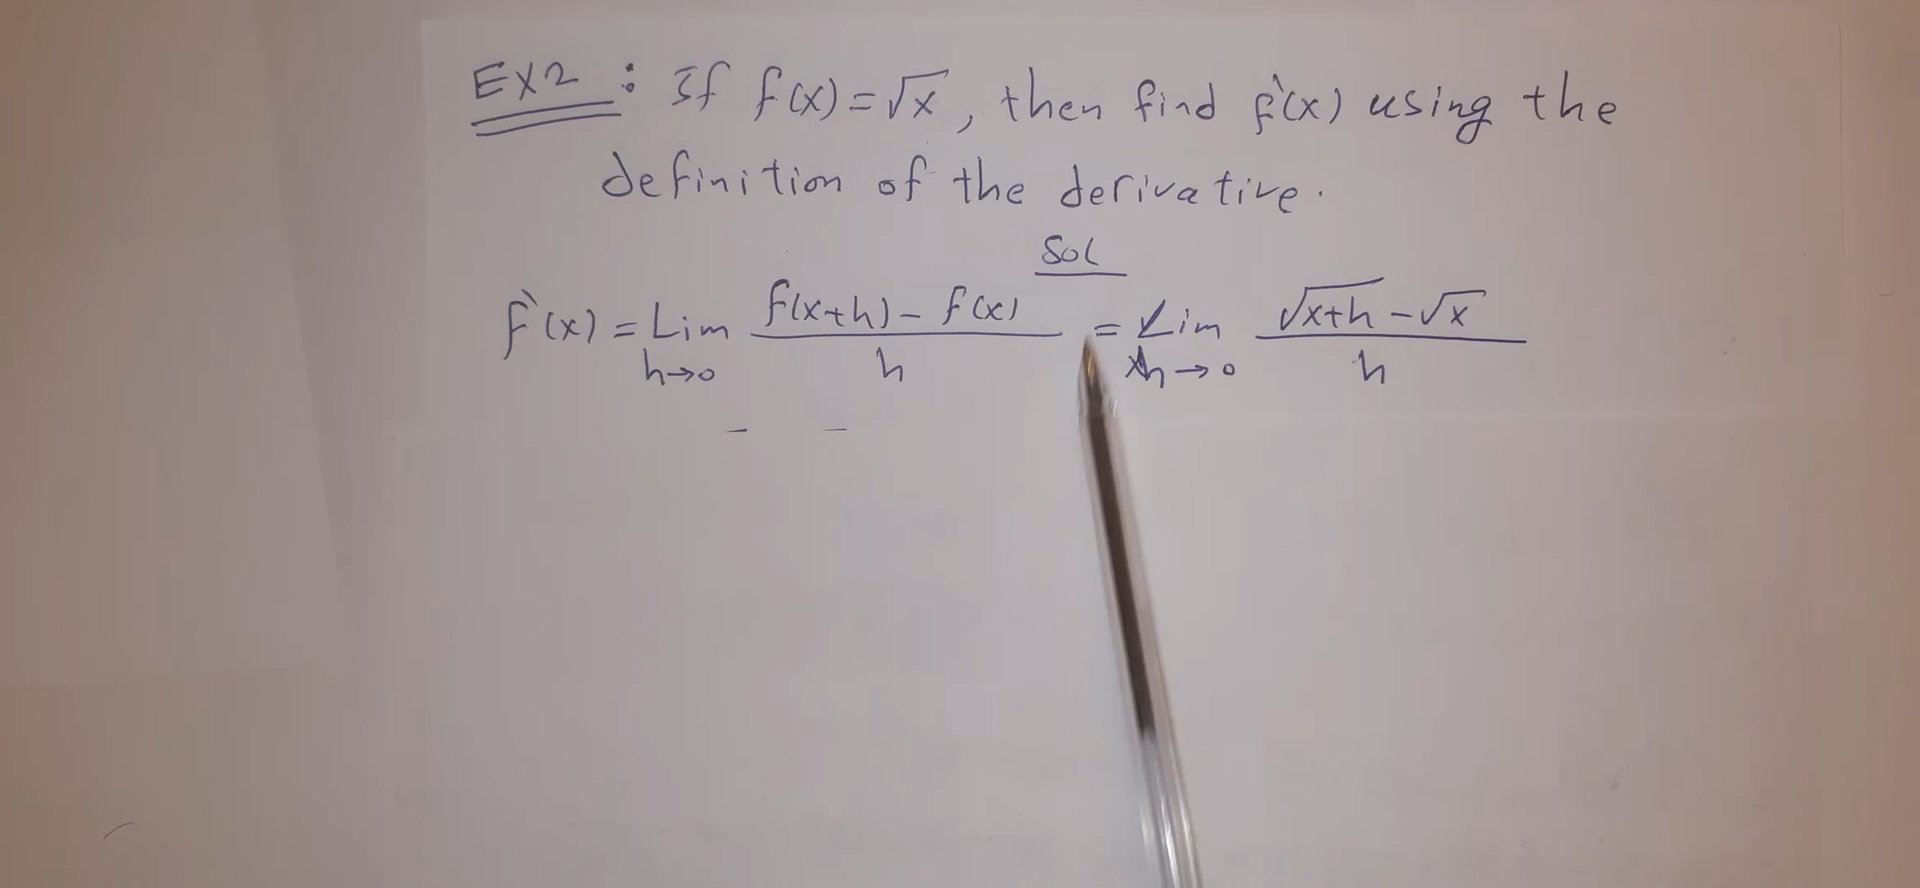 EX2 : If f(x) = √x , then find f`(x) using the
definition of the derivative.
Sol
f`(x) = Lim h→0 f(x+h) - f(x) / h = Lim h→0 √x+h - √x / h